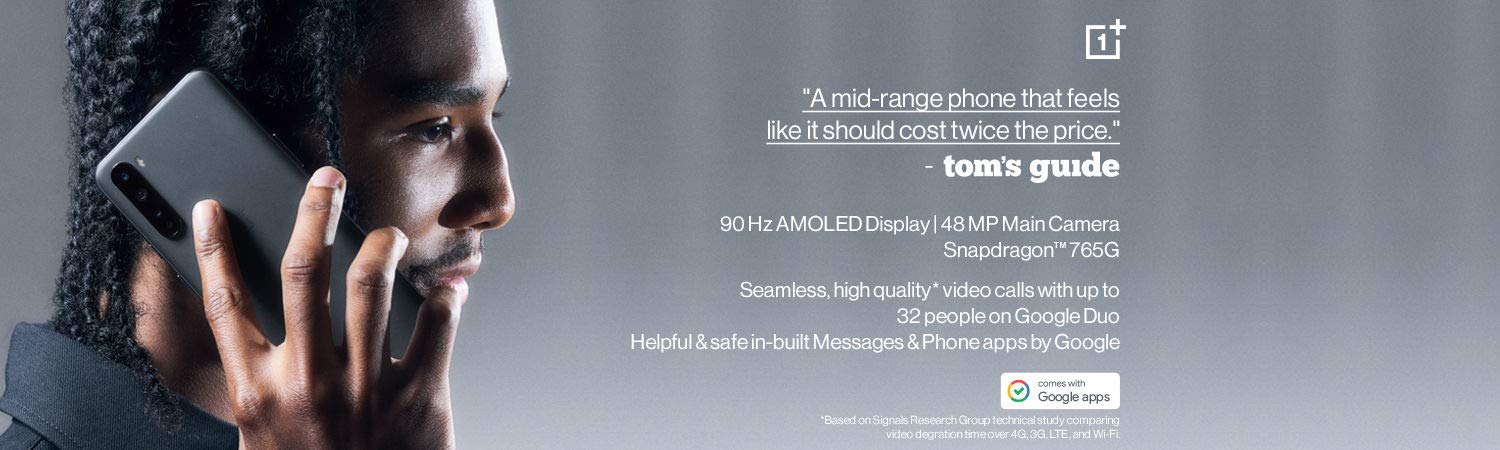 1+
"A mid-range phone that feels
like it should cost twice the price."
- tom's guide
90 Hz AMOLED Display | 48 MP Main Camera
Snapdragon™ 765G
Seamless, high quality* video calls with up to
32 people on Google Duo
Helpful & safe in-built Messages & Phone apps by Google
comes with
Google apps
*Based on Signals Research Group technical study comparing
video degration time over 4G, 3G, LTE, and Wi-Fi.